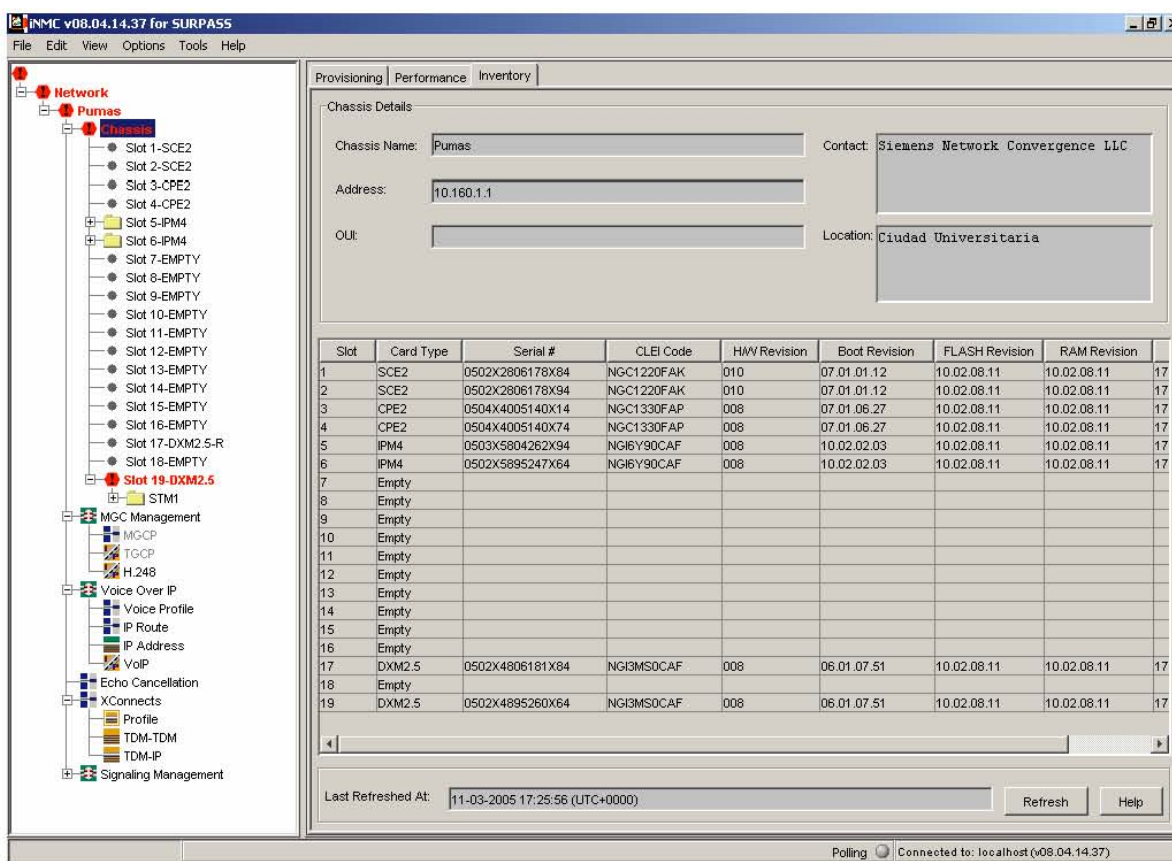 iNMC v08.04.14.37 for SURPASS
File Edit View Options Tools Help
Network
Pumas
Chassis
Slot 1-SCE2
Slot 2-SCE2
Slot 3-CPE2
Slot 4-CPE2
Slot 5-IPM4
Slot 6-IPM4
Slot 7-EMPTY
Slot 8-EMPTY
Slot 9-EMPTY
Slot 10-EMPTY
Slot 11-EMPTY
Slot 12-EMPTY
Slot 13-EMPTY
Slot 14-EMPTY
Slot 15-EMPTY
Slot 16-EMPTY
Slot 17-DXM2.5-R
Slot 18-EMPTY
Slot 19-DXM2.5
STM1
MGC Management
MGCP
TGCP
H.248
Voice Over IP
Voice Profile
IP Route
IP Address
VoIP
Echo Cancellation
XConnects
Profile
TDM-TDM
TDM-IP
Signaling Management
Provisioning Performance Inventory
Chassis Details
Chassis Name: Pumas
Contact: Siemens Network Convergence LLC
Address: 10.160.1.1
OUI:
Location: Ciudad Universitaria
Slot Card Type Serial # CLEI Code H/W Revision Boot Revision FLASH Revision RAM Revision
1 SCE2 0502X2806178X84 NGC1220FAK 010 07.01.01.12 10.02.08.11 10.02.08.11 17
2 SCE2 0502X2806178X94 NGC1220FAK 010 07.01.01.12 10.02.08.11 10.02.08.11 17
3 CPE2 0504X4005140X14 NGC1330FAP 008 07.01.06.27 10.02.08.11 10.02.08.11 17
4 CPE2 0504X4005140X74 NGC1330FAP 008 07.01.06.27 10.02.08.11 10.02.08.11 17
5 IPM4 0503X5804262X94 NGI6Y90CAF 008 10.02.02.03 10.02.08.11 10.02.08.11 17
6 IPM4 0502X5895247X64 NGI6Y90CAF 008 10.02.02.03 10.02.08.11 10.02.08.11 17
7 Empty
8 Empty
9 Empty
10 Empty
11 Empty
12 Empty
13 Empty
14 Empty
15 Empty
16 Empty
17 DXM2.5 0502X4806181X84 NGI3MS0CAF 008 06.01.07.51 10.02.08.11 10.02.08.11 17
18 Empty
19 DXM2.5 0502X4895260X64 NGI3MS0CAF 008 06.01.07.51 10.02.08.11 10.02.08.11 17
Last Refreshed At: 11-03-2005 17:25:56 (UTC+0000) Refresh Help
Polling Connected to: localhost (v08.04.14.37)